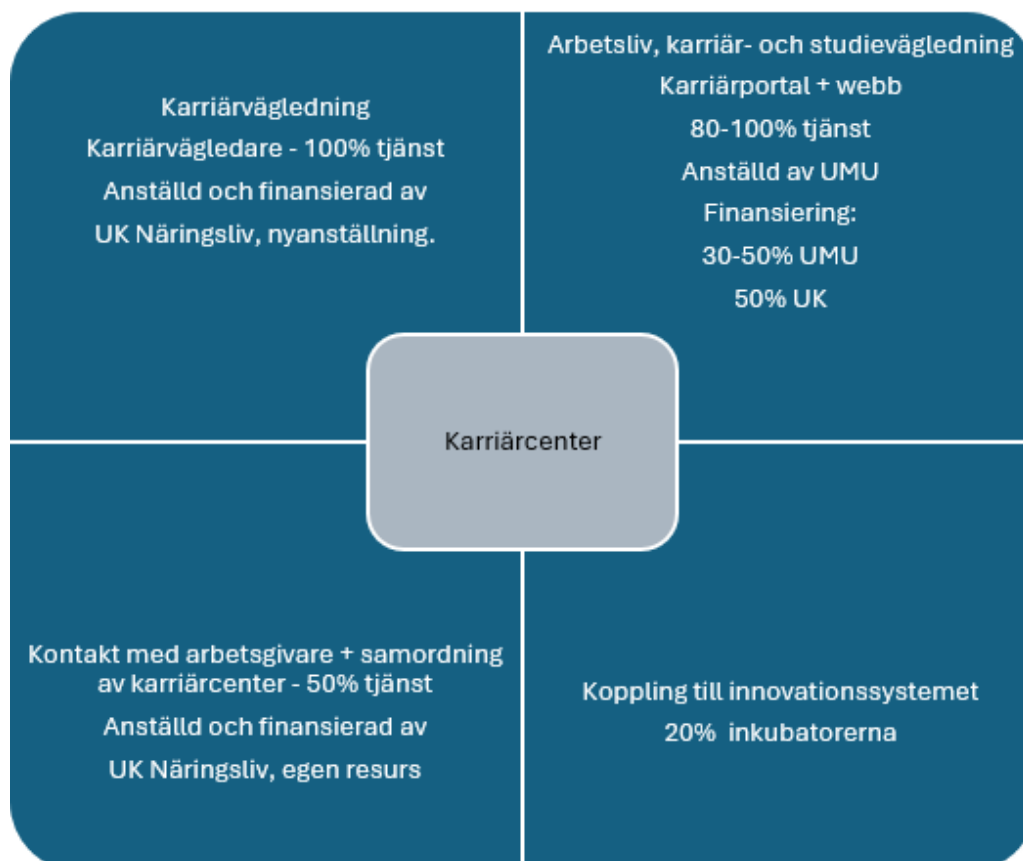 Karriärvägledning
Karriärvägledare - 100% tjänst
Anställd och finansierad av
UK Näringsliv, nyanställning.
Arbetsliv, karriär- och studievägledning
Karriärportal + webb
80-100% tjänst
Anställd av UMU
Finansiering:
30-50% UMU
50% UK
Karriärcenter
Kontakt med arbetsgivare + samordning
av karriärcenter - 50% tjänst
Anställd och finansierad av
UK Näringsliv, egen resurs
Koppling till innovationssystemet
20%  inkubatorerna